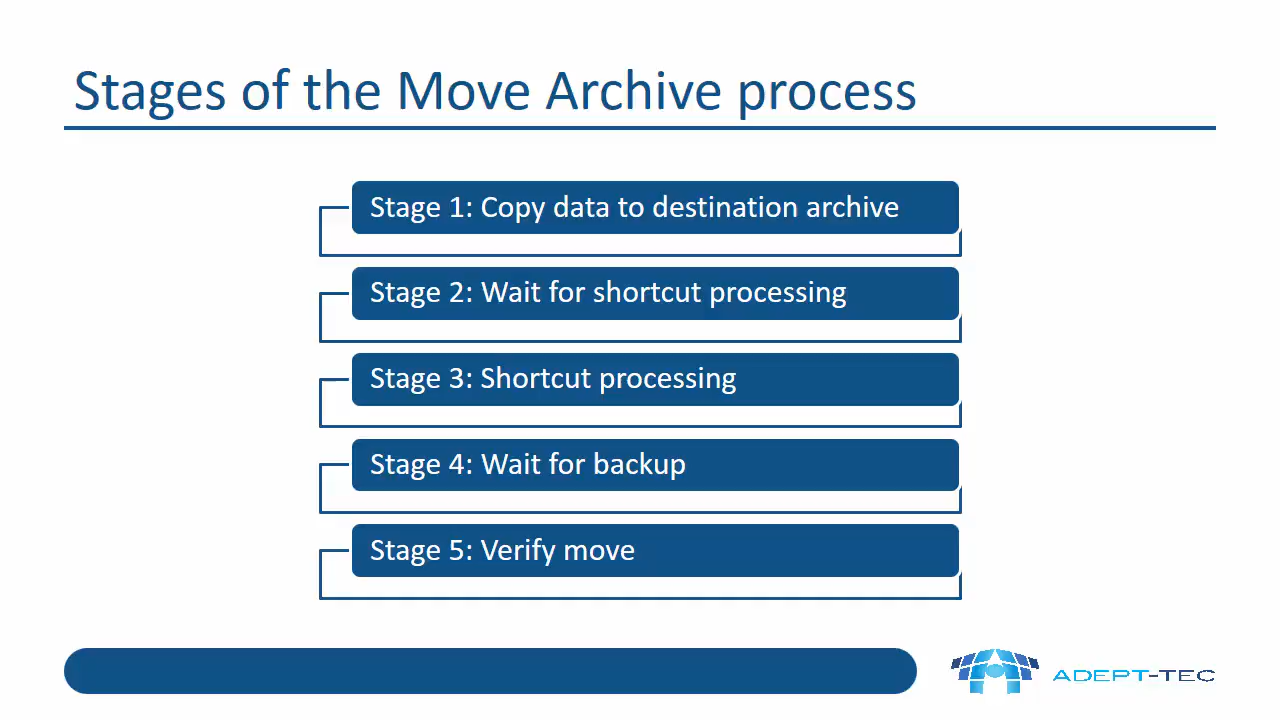 Stages of the Move Archive process
Stage 1: Copy data to destination archive
Stage 2: Wait for shortcut processing
Stage 3: Shortcut processing
Stage 4: Wait for backup
Stage 5: Verify move
ADEPT-TEC